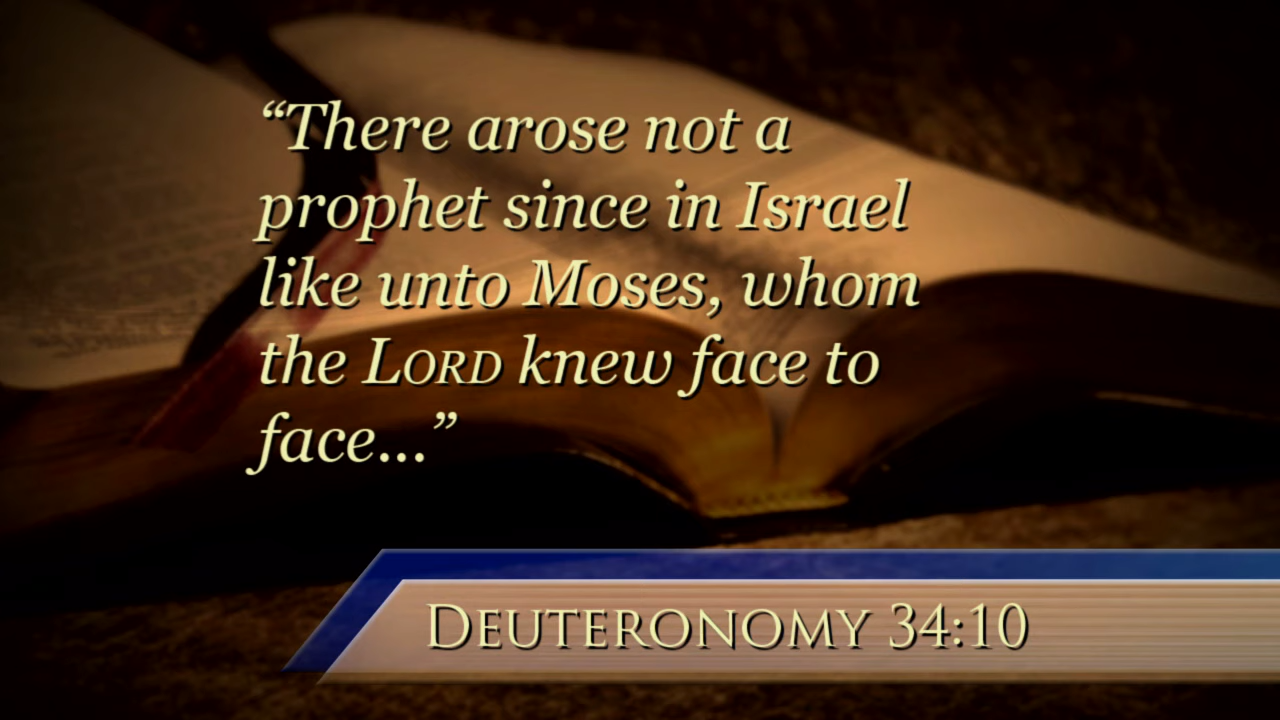 “There arose not a
prophet since in Israel
like unto Moses, whom
the LORD knew face to
face...”
DEUTERONOMY 34:10